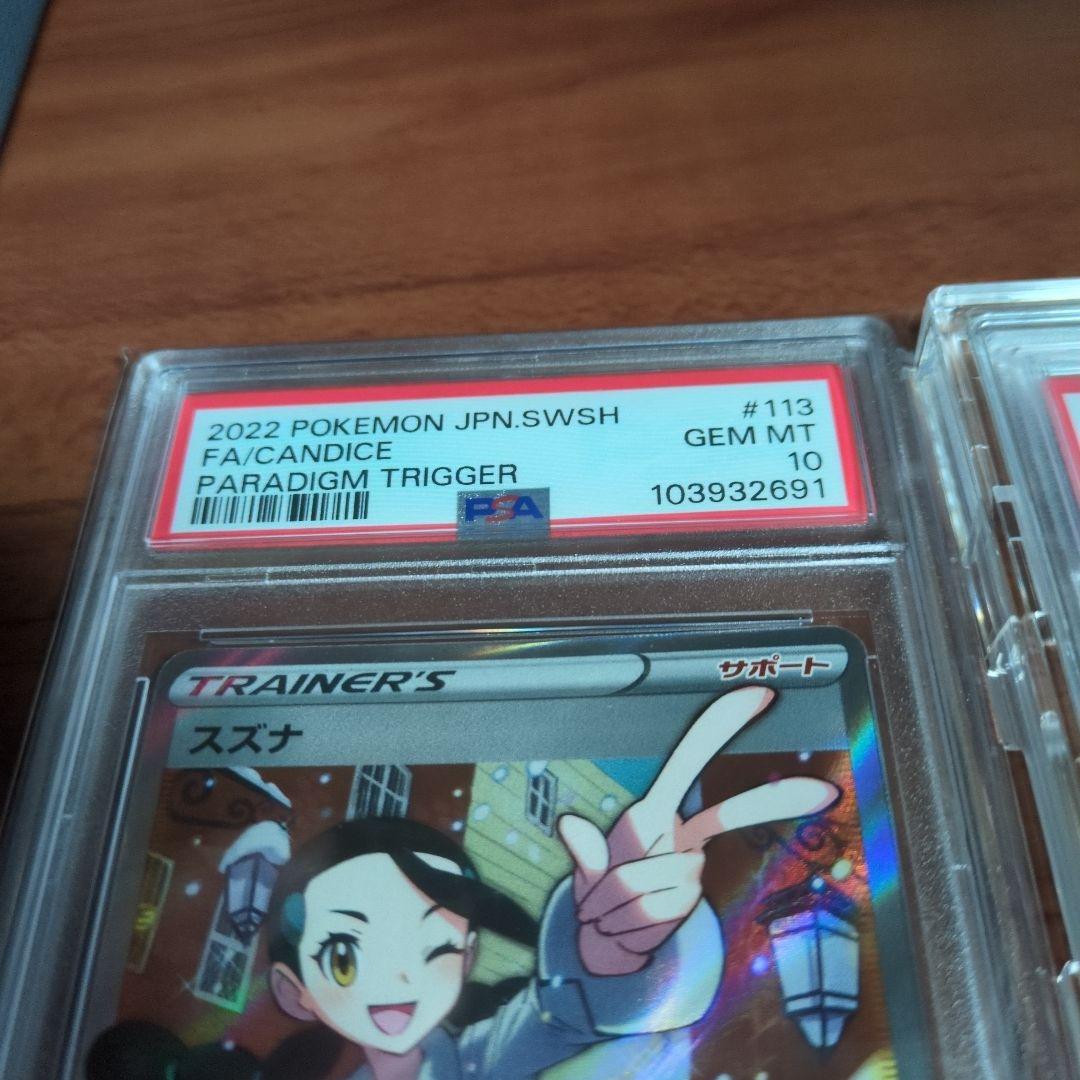 2022 POKEMON JPN.SWSH #113
FA/CANDICE GEM MT
PARADIGM TRIGGER 10
PSA 103932691
TRAINER'S サポート
スズナ